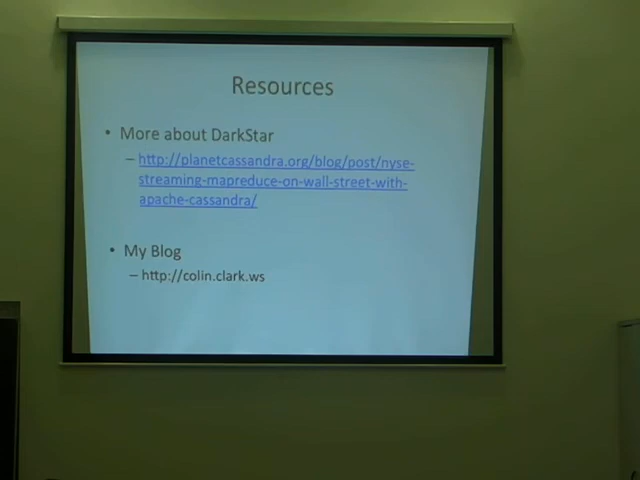 Resources
• More about DarkStar
– http://planetcassandra.org/blog/post/nyse-
streaming-mapreduce-on-wall-street-with-
apache-cassandra/
• My Blog
– http://colin.clark.ws